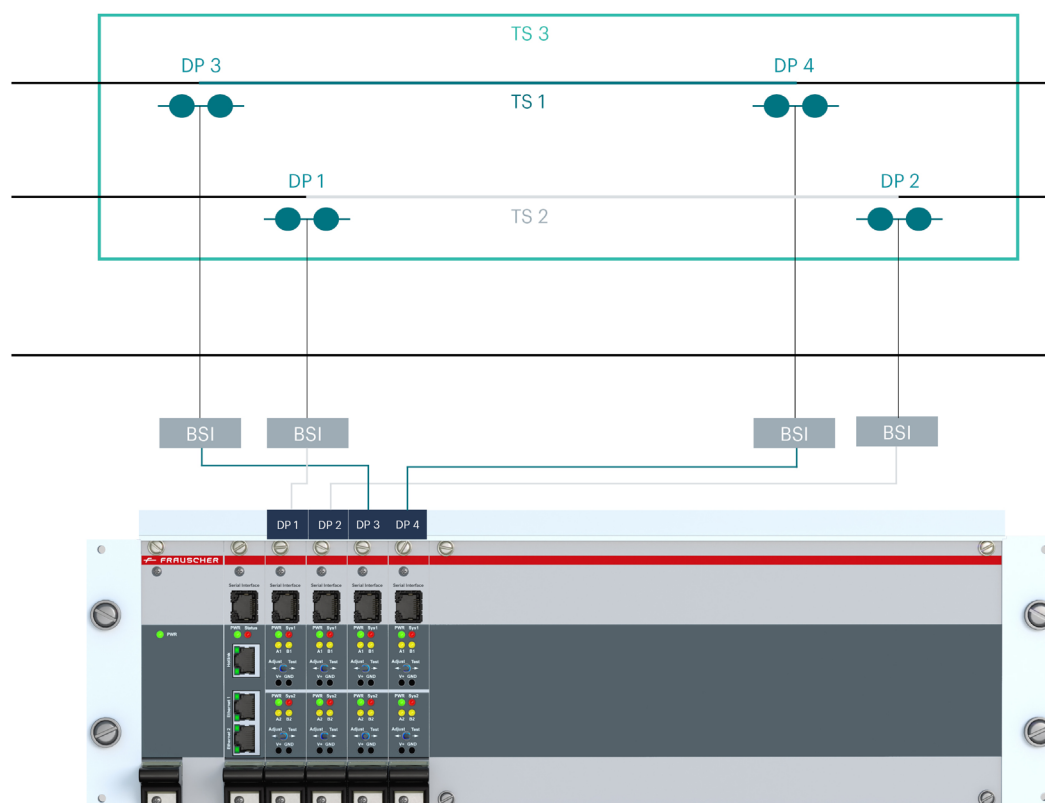 TS 3
DP 3
DP 4
TS 1
DP 1
DP 2
TS 2
BSI
BSI
BSI
BSI
DP 1
DP 2
DP 3
DP 4
FRAUSCHER
Serial Interface
Serial Interface
Serial Interface
Serial Interface
Serial Interface
PWR
PWR Status
PWR Sys1
PWR Sys1
PWR Sys1
PWR Sys1
A1 B1
A1 B1
A1 B1
A1 B1
Adjust Test
Adjust Test
Adjust Test
Adjust Test
V+ GND
V+ GND
V+ GND
V+ GND
Ethernet 1
Ethernet 2
PWR Sys2
PWR Sys2
PWR Sys2
PWR Sys2
A2 B2
A2 B2
A2 B2
A2 B2
Adjust Test
Adjust Test
Adjust Test
Adjust Test
V+ GND
V+ GND
V+ GND
V+ GND